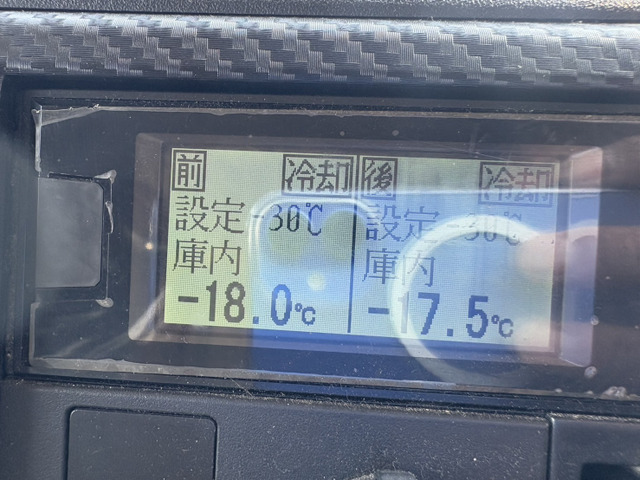 前 冷却 後 冷却
設定-30℃ 設定-30℃
庫内 庫内
-18.0℃ -17.5℃